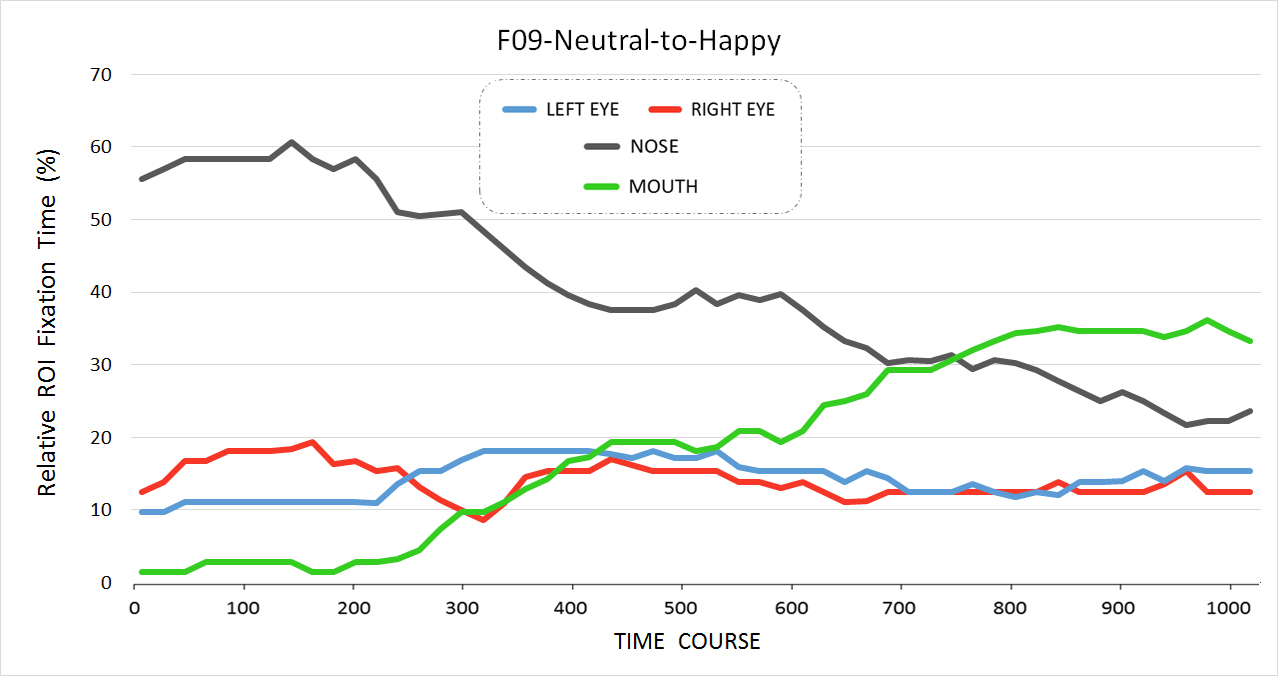 F09-Neutral-to-Happy
70
60
50
40
30
20
10
0
Relative ROI Fixation Time (%)
LEFT EYE RIGHT EYE
NOSE
MOUTH
0 100 200 300 400 500 600 700 800 900 1000
TIME COURSE